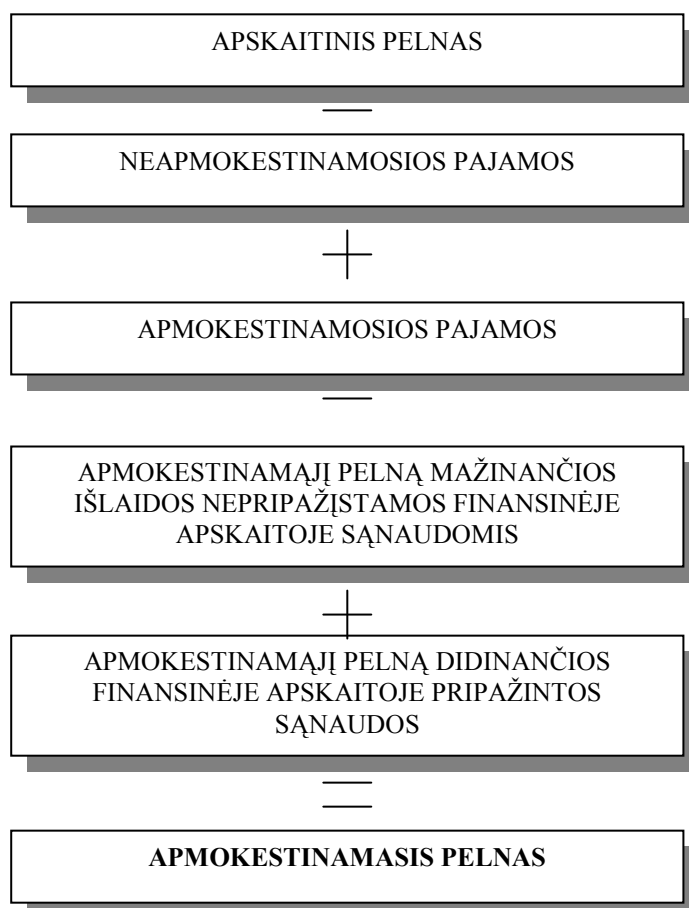 APSKAITINIS PELNAS
—
NEAPMOKESTINAMOSIOS PAJAMOS
+
APMOKESTINAMOSIOS PAJAMOS
—
APMOKESTINAMĄJĮ PELNĄ MAŽINANČIOS
IŠLAIDOS NEPRIPAŽĮSTAMOS FINANSINĖJE
APSKAITOJE SĄNAUDOMIS
+
APMOKESTINAMĄJĮ PELNĄ DIDINANČIOS
FINANSINĖJE APSKAITOJE PRIPAŽINTOS
SĄNAUDOS
=
APMOKESTINAMASIS PELNAS